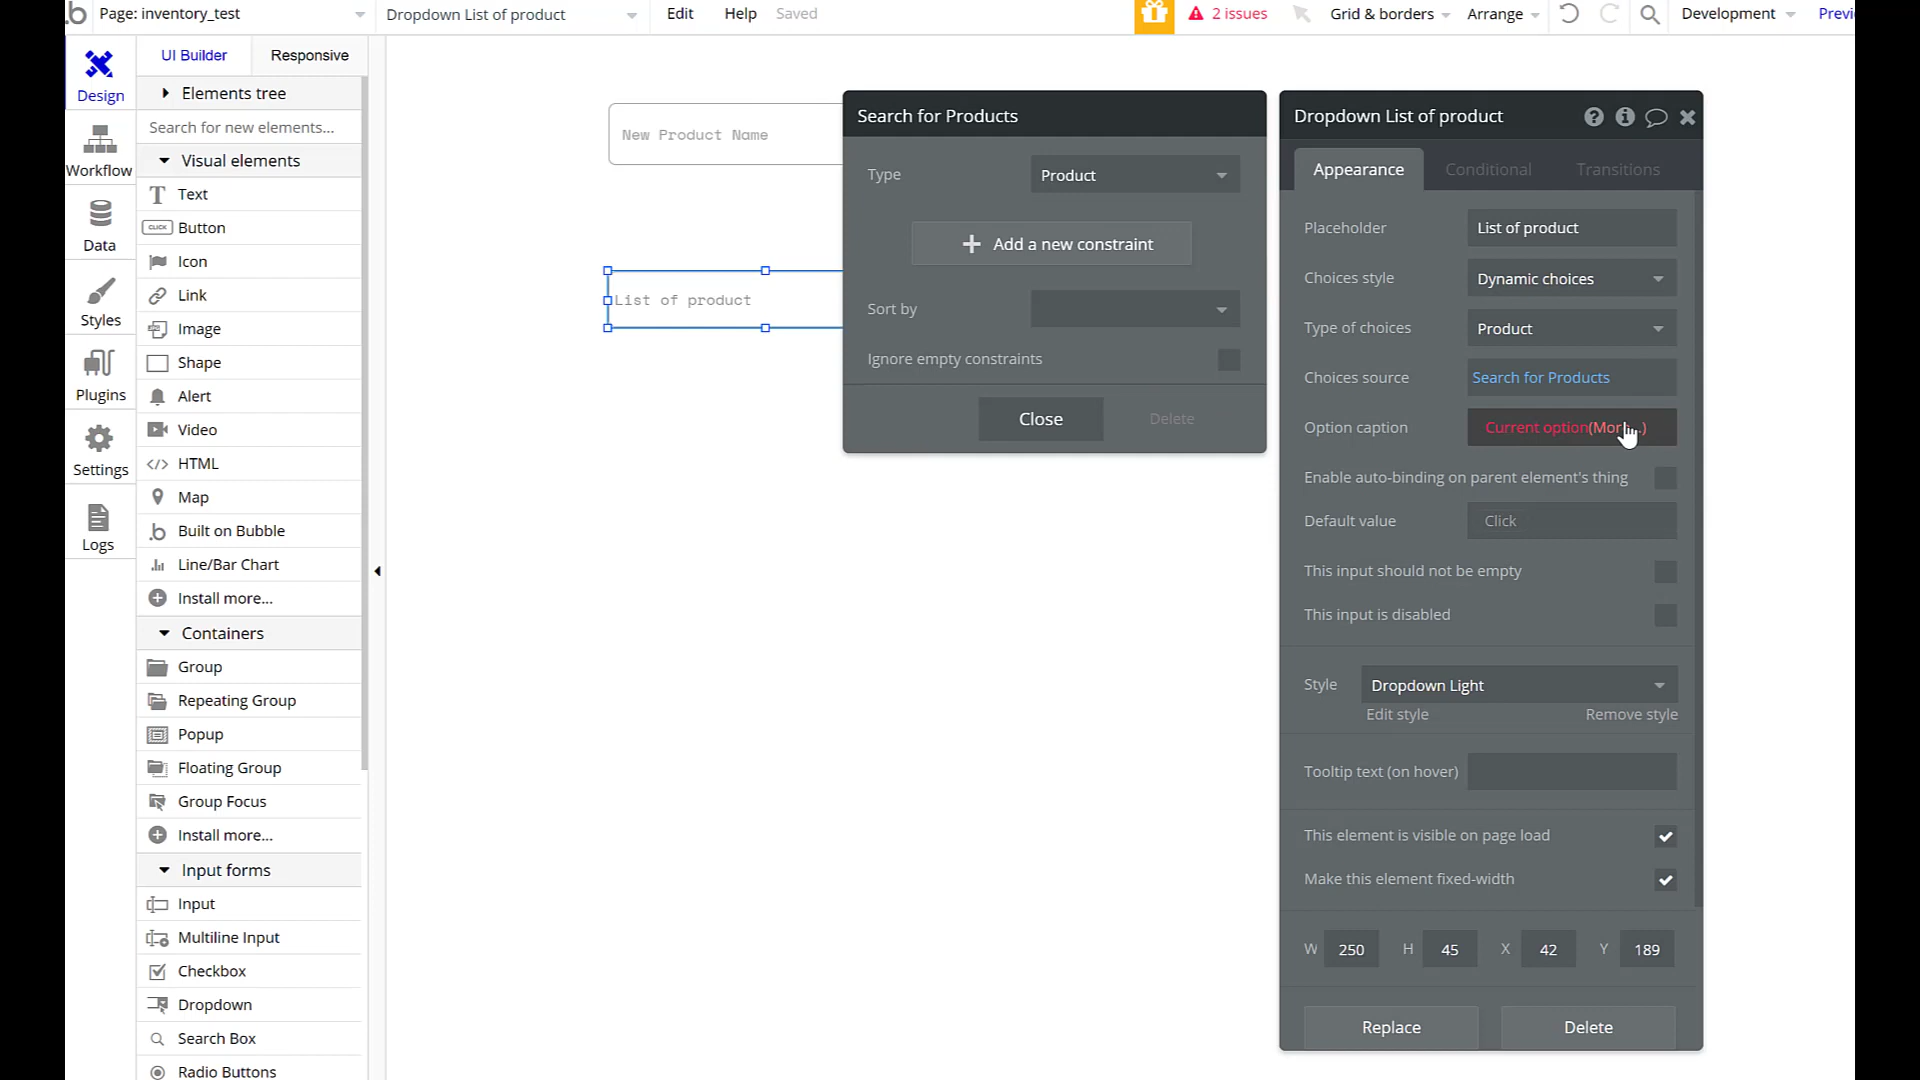 Page: inventory_test
Dropdown List of product
Edit
Help
Saved
2 issues
Grid & borders
Arrange
Development
Previ
Design
Workflow
Data
Styles
Plugins
Settings
Logs
UI Builder
Responsive
Elements tree
Search for new elements...
Visual elements
Text
CLICK
Button
Icon
Link
Image
Shape
Alert
Video
HTML
Map
Built on Bubble
Line/Bar Chart
Install more...
Containers
Group
Repeating Group
Popup
Floating Group
Group Focus
Install more...
Input forms
Input
Multiline Input
Checkbox
Dropdown
Search Box
Radio Buttons
New Product Name
List of product
Search for Products
Type
Product
Add a new constraint
Sort by
Ignore empty constraints
Close
Delete
Dropdown List of product
Appearance
Conditional
Transitions
Placeholder
List of product
Choices style
Dynamic choices
Type of choices
Product
Choices source
Search for Products
Option caption
Current option
Enable auto-binding on parent element's thing
Default value
Click
This input should not be empty
This input is disabled
Style
Dropdown Light
Edit style
Remove style
Tooltip text (on hover)
This element is visible on page load
Make this element fixed-width
W 250 H 45 X 42 Y 189
Replace
Delete